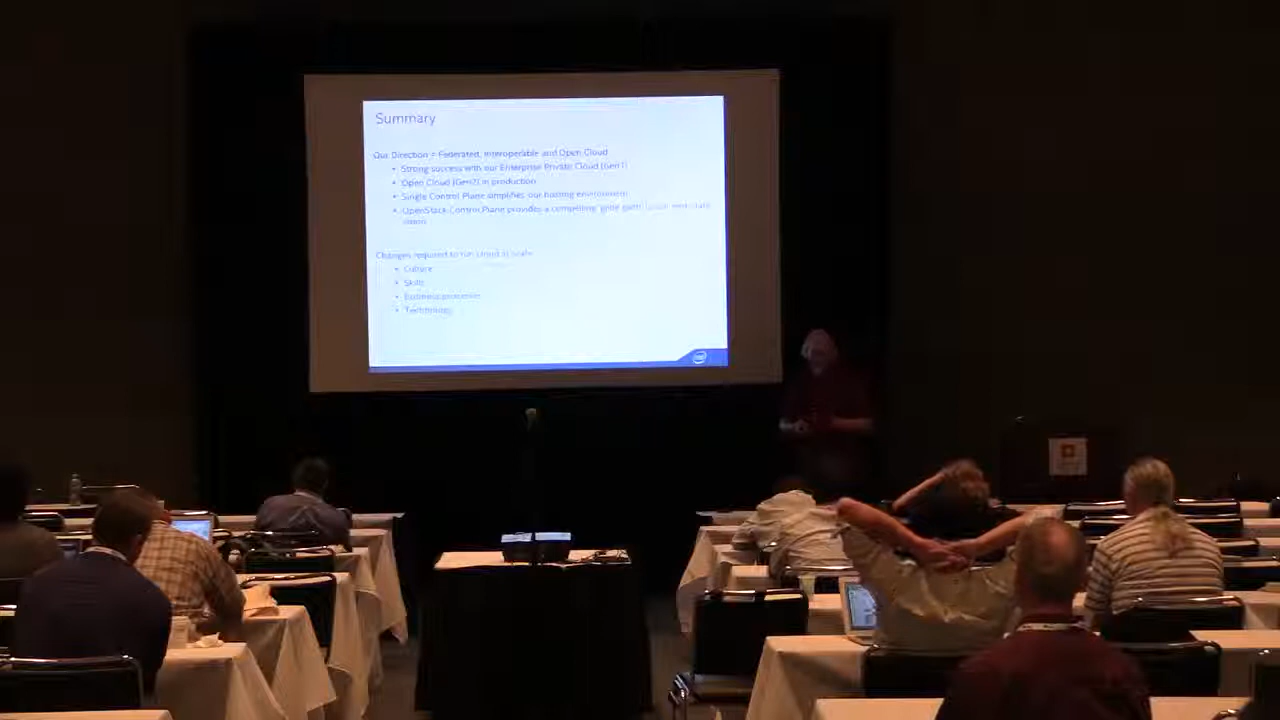 Summary
Our Direction = Federated, Interoperable and Open Cloud
• Strong success with our Enterprise Private Cloud (Gen1)
• Open Cloud (Gen2) in production
• Single Control Plane simplifies our hosting environment
• OpenStack Control Plane provides a compelling glide path
vision
Changes required to run cloud at scale
• Culture
• Skills
• Business processes
• Technology
intel